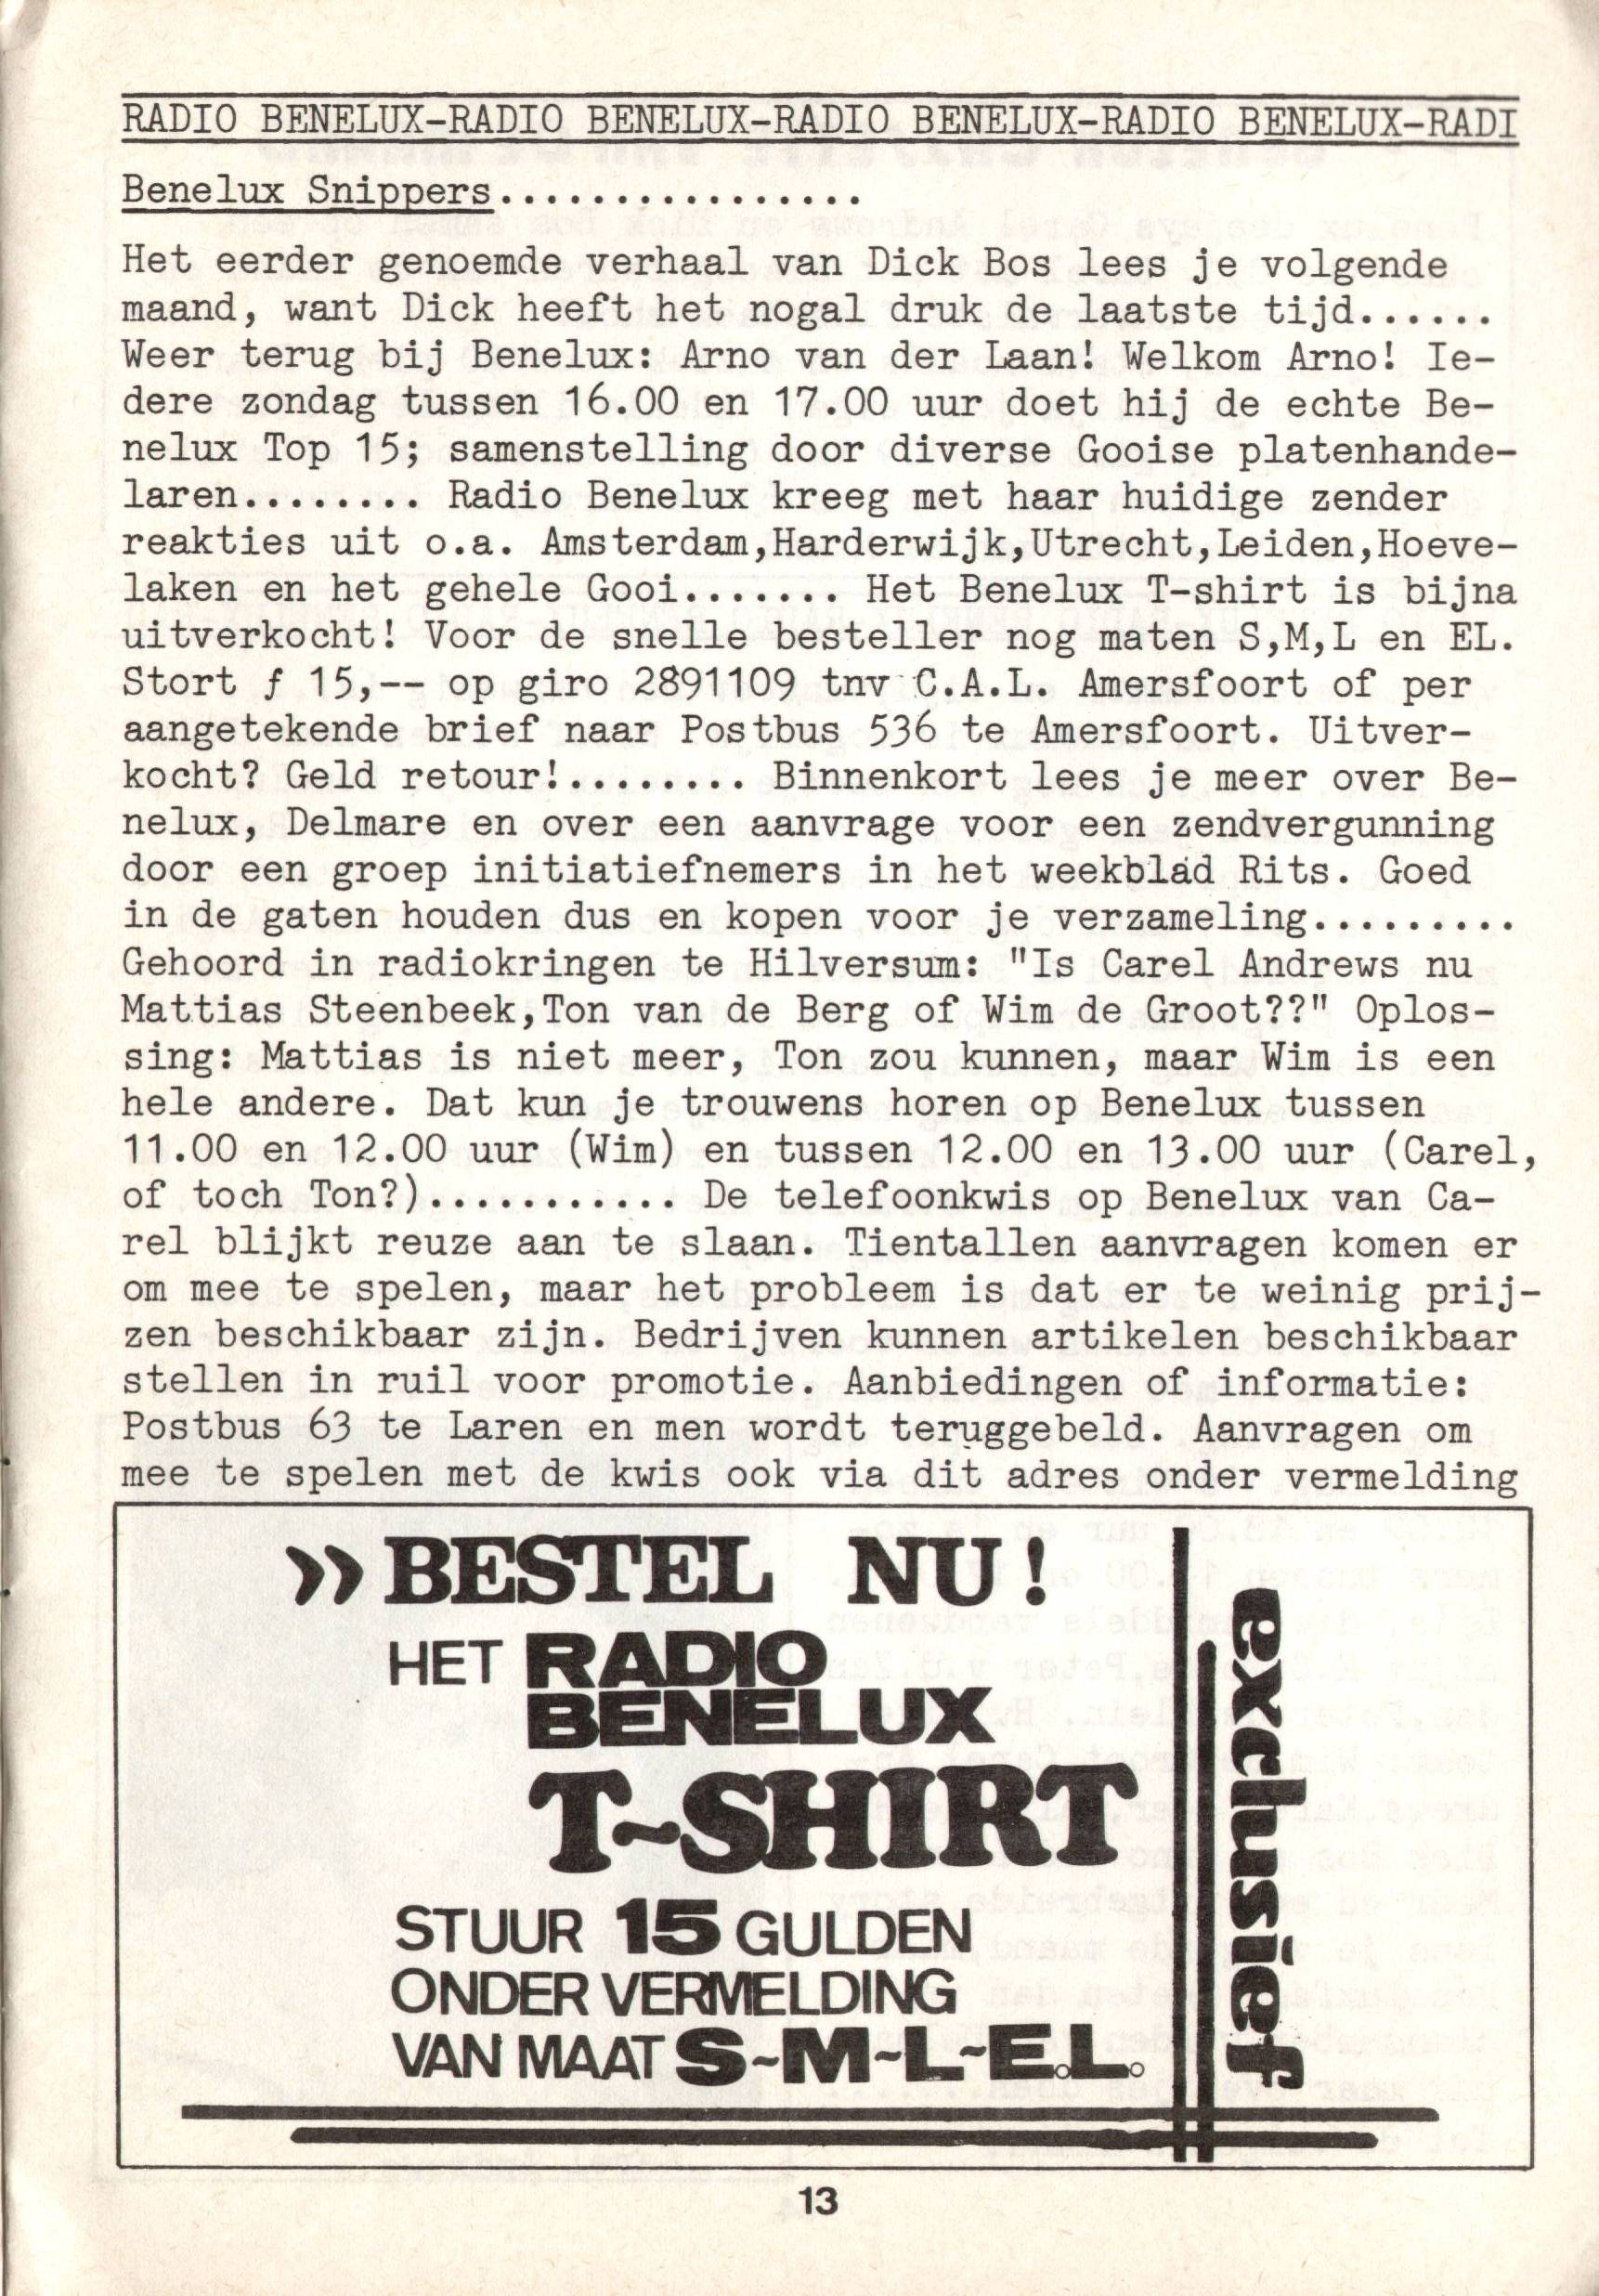 RADIO BENELUX-RADIO BENELUX-RADIO BENELUX-RADIO BENELUX-RADI
Benelux Snippers................
Het eerder genoemde verhaal van Dick Bos lees je volgende
maand, want Dick heeft het nogal druk de laatste tijd......
Weer terug bij Benelux: Arno van der Laan! Welkom Arno! Ie-
dere zondag tussen 16.00 en 17.00 uur doet hij de echte Be-
nelux Top 15; samenstelling door diverse Gooise platenhande-
laren........ Radio Benelux kreeg met haar huidige zender
reakties uit o.a. Amsterdam,Harderwijk,Utrecht,Leiden,Hoeve-
laken en het gehele Gooi....... Het Benelux T-shirt is bijna
uitverkocht! Voor de snelle besteller nog maten S,M,L en EL.
Stort ƒ 15,-- op giro 2891109 tnv C.A.L. Amersfoort of per
aangetekende brief naar Postbus 536 te Amersfoort. Uitver-
kocht? Geld retour!........ Binnenkort lees je meer over Be-
nelux, Delmare en over een aanvrage voor een zendvergunning
door een groep initiatiefnemers in het weekblad Rits. Goed
in de gaten houden dus en kopen voor je verzameling.........
Gehoord in radiokringen te Hilversum: "Is Carel Andrews nu
Mattias Steenbeek,Ton van de Berg of Wim de Groot??" Oplos-
sing: Mattias is niet meer, Ton zou kunnen, maar Wim is een
hele andere. Dat kun je trouwens horen op Benelux tussen
11.00 en 12.00 uur (Wim) en tussen 12.00 en 13.00 uur (Carel,
of toch Ton?)........... De telefoonkwis op Benelux van Ca-
rel blijkt reuze aan te slaan. Tientallen aanvragen komen er
om mee te spelen, maar het probleem is dat er te weinig prij-
zen beschikbaar zijn. Bedrijven kunnen artikelen beschikbaar
stellen in ruil voor promotie. Aanbiedingen of informatie:
Postbus 63 te Laren en men wordt teruggebeld. Aanvragen om
mee te spelen met de kwis ook via dit adres onder vermelding
» BESTEL NU!
HET RADIO
BENELUX
T~SHIRT
STUUR 15 GULDEN
ONDER VERMELDING
VAN MAAT S~M~L~E.L.
exclusief
13